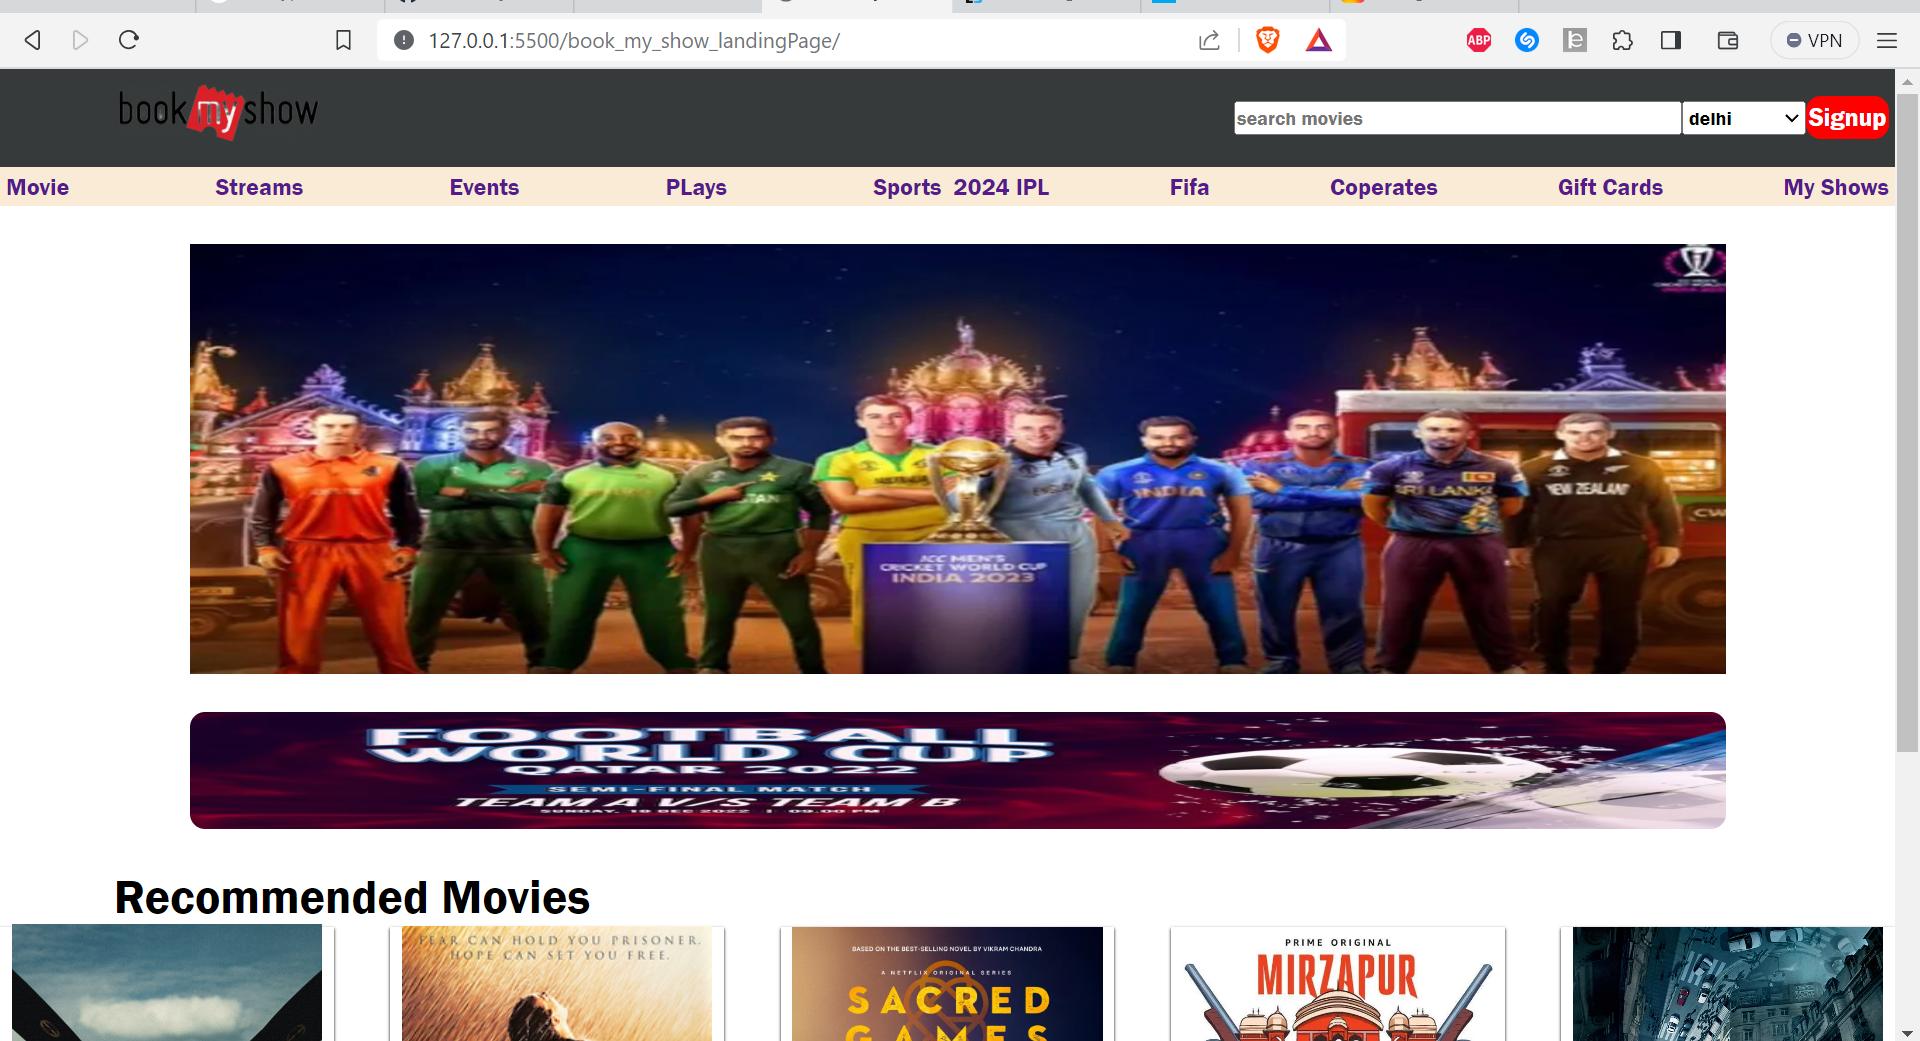 127.0.0.1:5500/book_my_show_landingPage/
ABP
VPN
book my show
search movies
delhi
Signup
Movie Streams Events PLays Sports 2024 IPL Fifa Coperates Gift Cards My Shows
AUSTRALIA
ENGLAND
INDIA
SRI LANKA
NEW ZEALAND
CW
ICC MEN'S
CRICKET WORLD CUP
INDIA 2023
FOOTBALL
WORLD CUP
QATAR 2022
SEMI-FINAL MATCH
TEAM A V/S TEAM B
SUNDAY, 18 DEC 2022 | 09:00 PM
Recommended Movies
FEAR CAN HOLD YOU PRISONER.
HOPE CAN SET YOU FREE.
BASED ON THE BEST-SELLING NOVEL BY VIKRAM CHANDRA
A NETFLIX ORIGINAL SERIES
SACRED
GAMES
PRIME ORIGINAL
MIRZAPUR